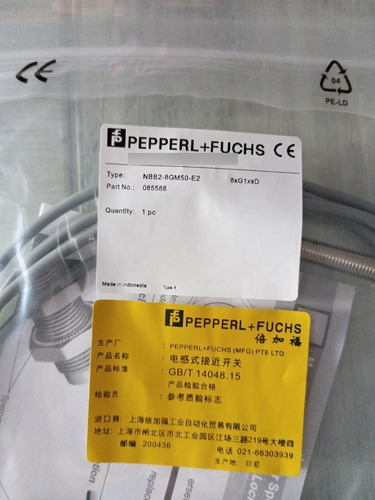 CE
04
PE-LD
PEPPERL+FUCHS CE
Type: NBB2-8GM50-E2 8xG1xxD
Part No.: 085586
Quantity: 1 pc
Made in Indonesia Type 1
PEPPERL+FUCHS
倍加福
生产厂 : PEPPERL+FUCHS (MFG) PTE LTD
产品名称: 电感式接近开关
产品标准: GB/T 14048.15
产品检验合格
检验员 : 参考质检标志
进口商: 上海倍加福工业自动化贸易有限公司
地址: 上海市闸北区市北工业园区江场三路219号大楼四
邮编 200436 电话: 021-66303939
产地: 印尼